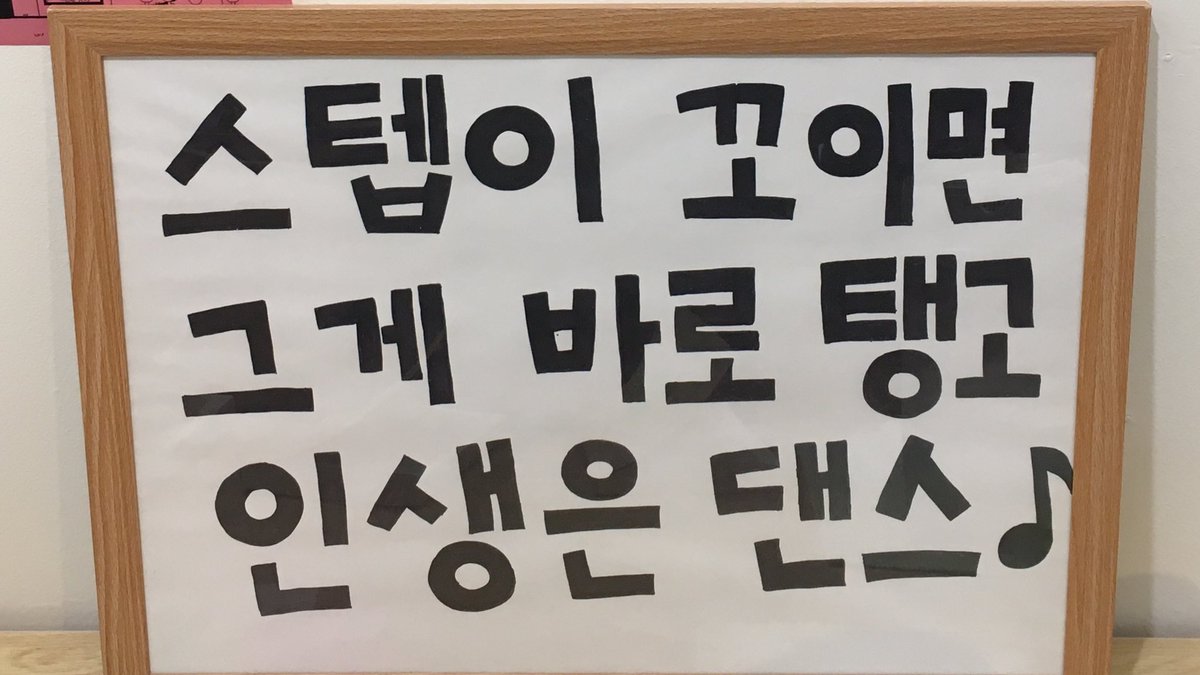 스텝이 꼬이면
그게 바로 탱고
인생은 댄스♪